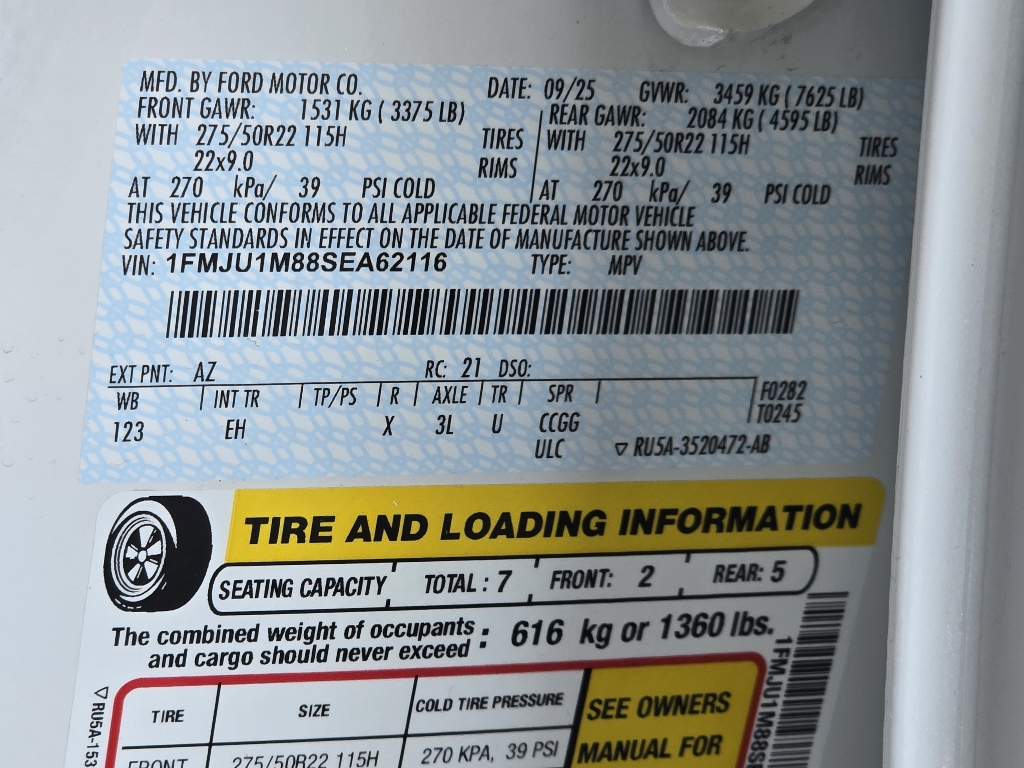 MFD. BY FORD MOTOR CO. DATE: 09/25 GVWR: 3459 KG ( 7625 LB)
FRONT GAWR: 1531 KG ( 3375 LB) REAR GAWR: 2084 KG ( 4595 LB)
WITH 275/50R22 115H TIRES WITH 275/50R22 115H TIRES
22x9.0 RIMS 22x9.0 RIMS
AT 270 kPa/ 39 PSI COLD AT 270 kPa/ 39 PSI COLD
THIS VEHICLE CONFORMS TO ALL APPLICABLE FEDERAL MOTOR VEHICLE
SAFETY STANDARDS IN EFFECT ON THE DATE OF MANUFACTURE SHOWN ABOVE.
VIN: 1FMJU1M88SEA62116 TYPE: MPV
EXT PNT: AZ RC: 21 DSO:
WB | INT TR | TP/PS | R | AXLE | TR | SPR | F0282
123 EH X 3L U CCGG T0245
ULC ▽ RU5A-3520472-AB
TIRE AND LOADING INFORMATION
SEATING CAPACITY TOTAL : 7 FRONT: 2 REAR: 5
The combined weight of occupants
and cargo should never exceed : 616 kg or 1360 lbs.
TIRE SIZE COLD TIRE PRESSURE SEE OWNERS
FRONT 275/50R22 115H 270 KPA, 39 PSI MANUAL FOR
▽ RU5A-153
1FMJU1M88S